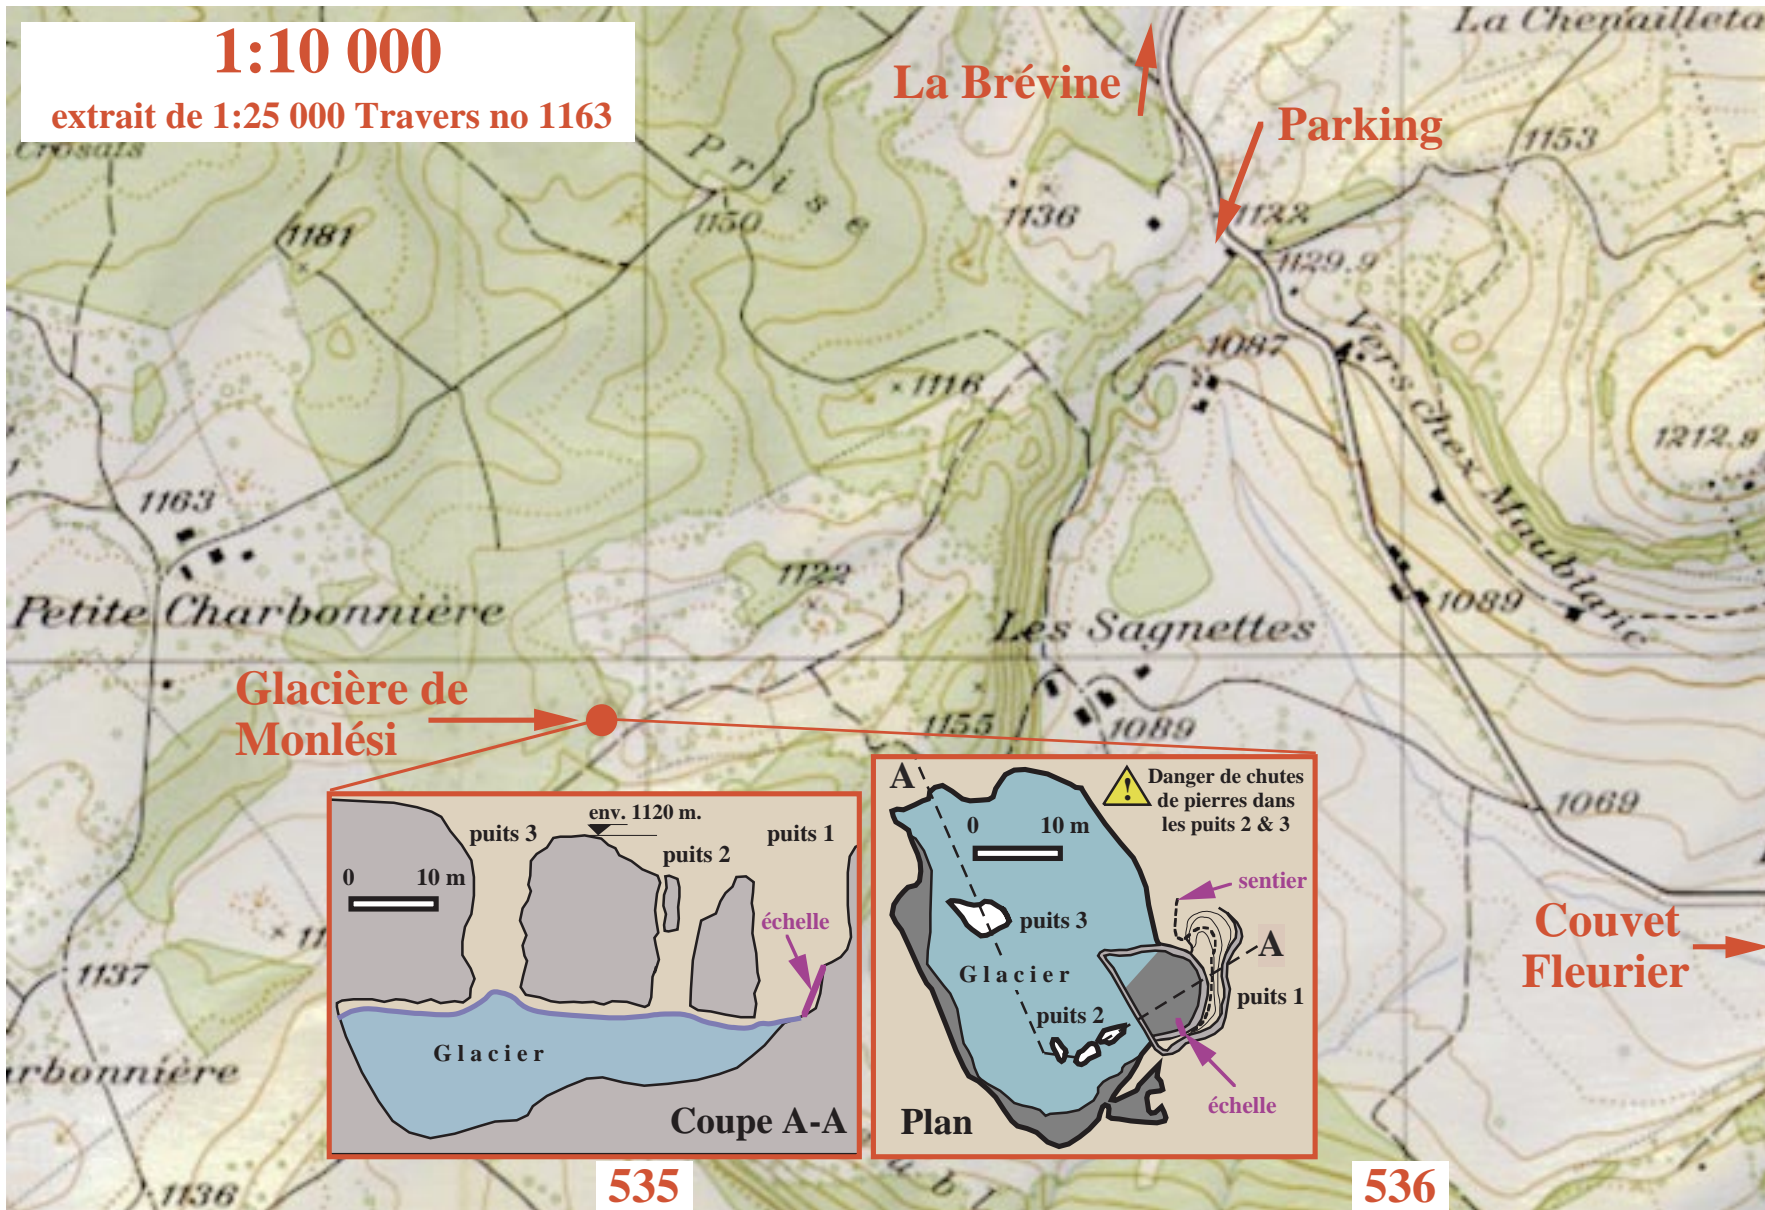 1:10 000
extrait de 1:25 000 Travers no 1163
La Brévine
Parking
La Chenailleta
Crosats
Prise
1153
1136
1122
1150
1181
1129.9
1087
1116
Vers chex Maublanc
1212.9
1163
1122
Petite Charbonnière
1089
Les Sagnettes
Glacière de
Monlési
1155
1089
1069
A
Danger de chutes
de pierres dans
les puits 2 & 3
0 10 m
sentier
puits 3
A
Glacier
puits 1
puits 2
échelle
Plan
puits 3
env. 1120 m.
puits 1
puits 2
0 10 m
échelle
Glacier
Coupe A-A
Couvet
Fleurier
11
1137
rbonnière
1136
ubl
535
536